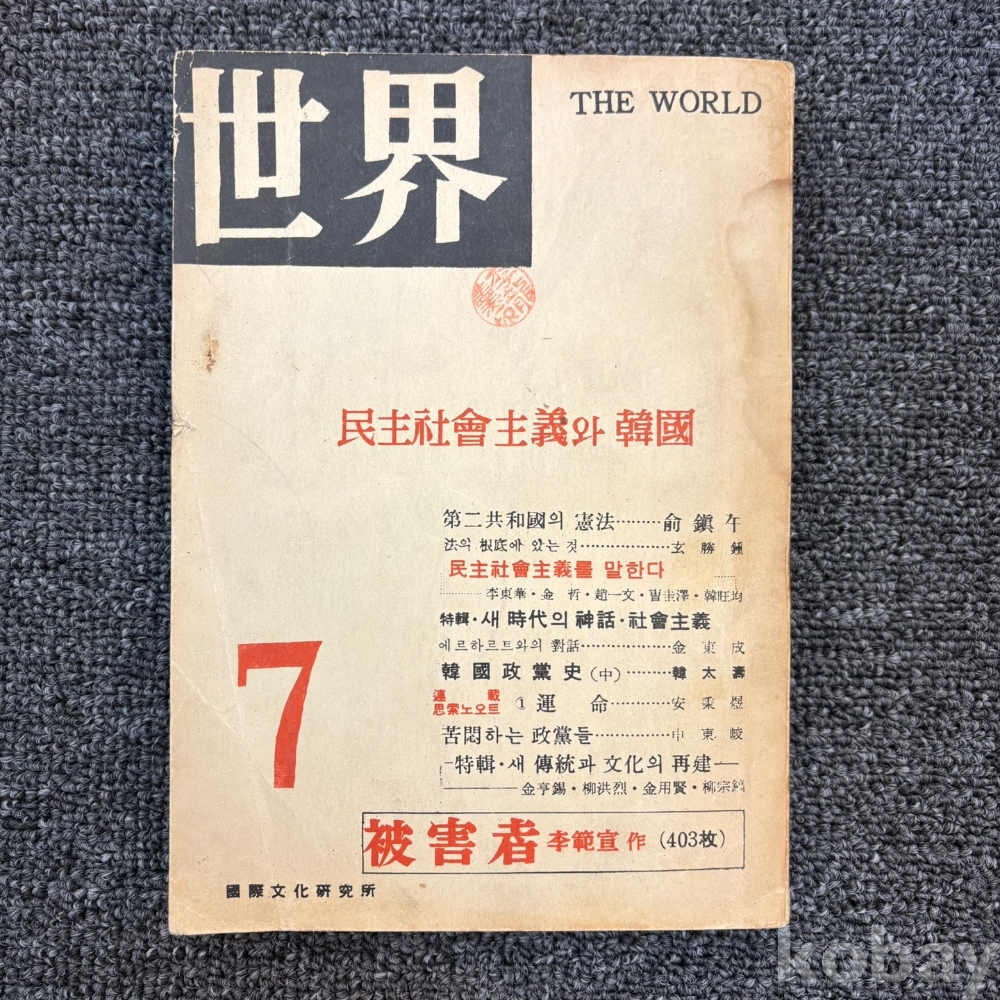 世界
THE WORLD
民主社會主義와 韓國
第二共和國의 憲法………兪鎭午
法의 根底에 있는 것………………玄勝鍾
民主社會主義를 말한다
李東華·金哲·趙一文·曺圭澤·韓旺均
特輯·새 時代의 神話·社會主義
에르하르트와의 對話………………金東成
韓國政黨史(中)………韓太壽
連載
思索노오트 ① 運命…………安秉煜
苦悶하는 政黨들……………申東峻
特輯·새 傳統과 文化의 再建
金亨錫·柳洪烈·金用賢·柳宗鎬
7
被害者 李範宣 作 (403枚)
國際文化硏究所
kobay